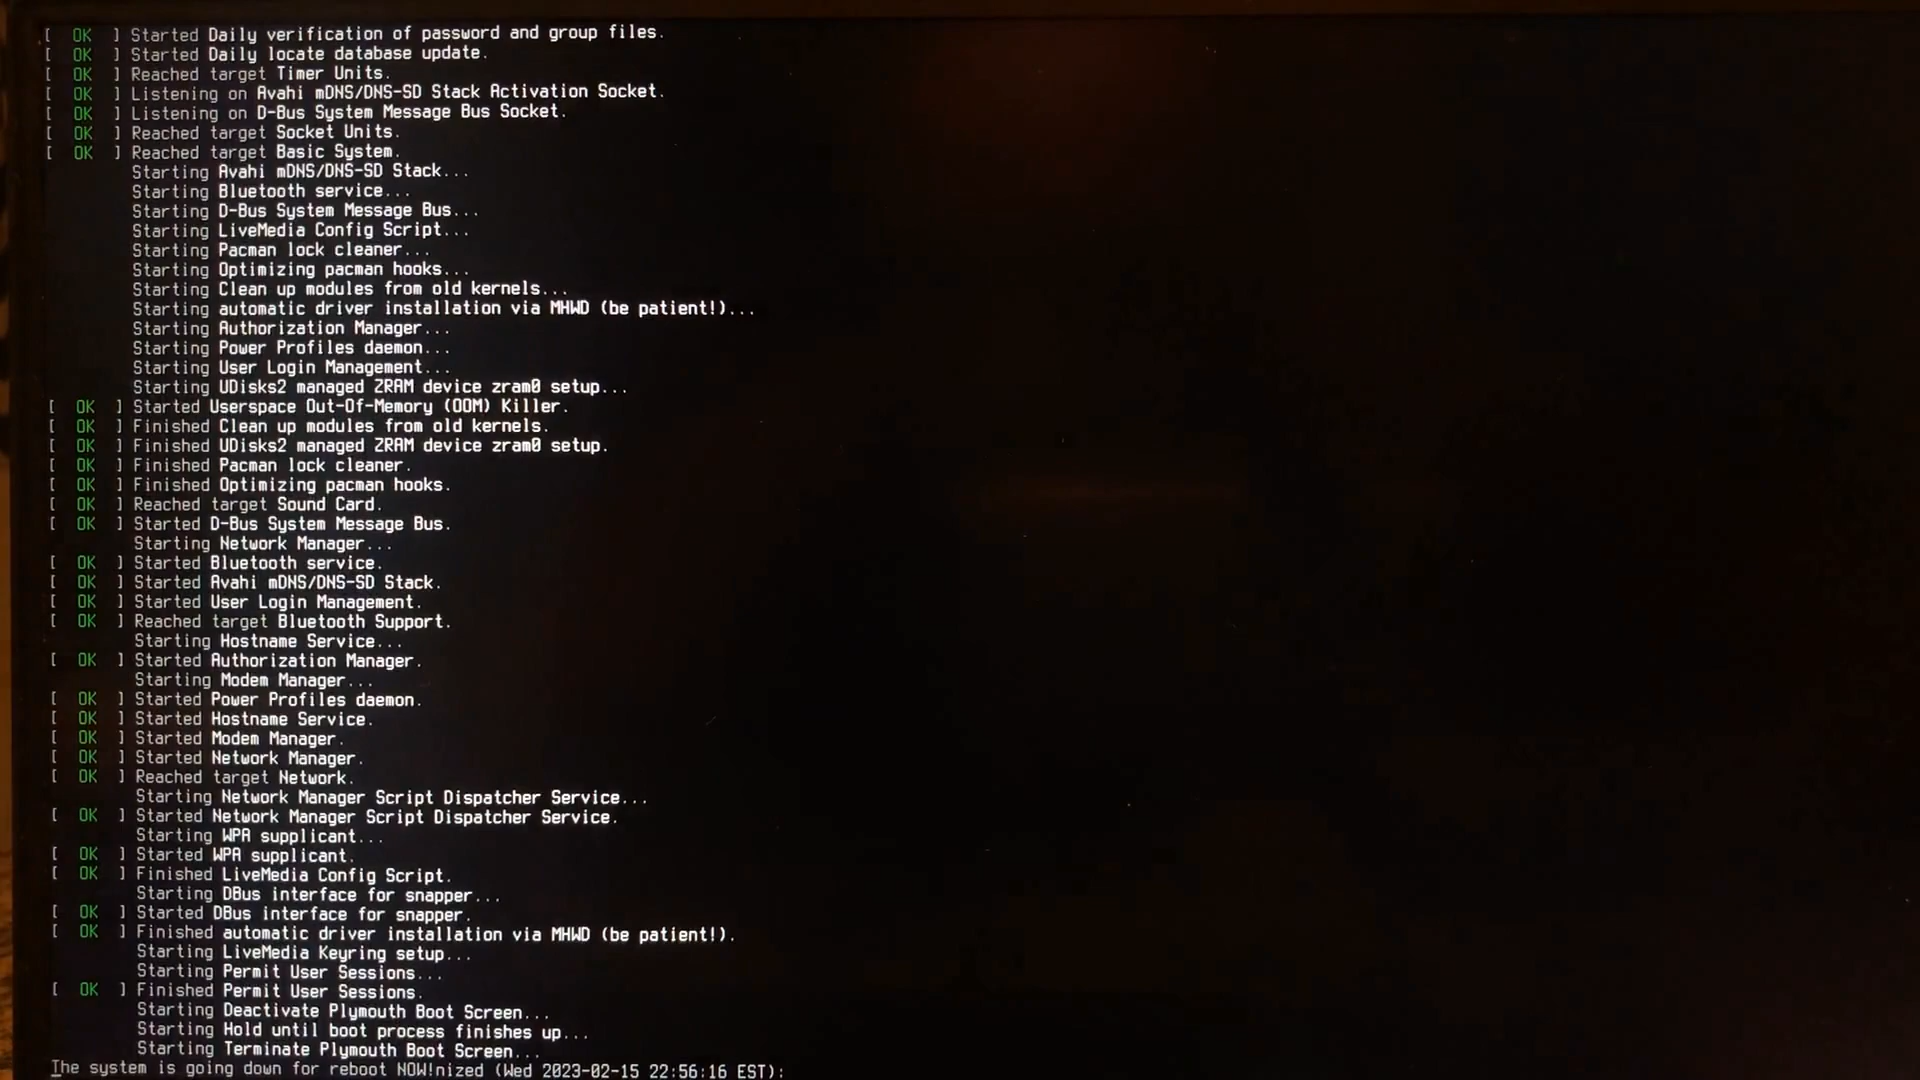 [  OK  ] Started Daily verification of password and group files.
[  OK  ] Started Daily locate database update.
[  OK  ] Reached target Timer Units.
[  OK  ] Listening on Avahi mDNS/DNS-SD Stack Activation Socket.
[  OK  ] Listening on D-Bus System Message Bus Socket.
[  OK  ] Reached target Socket Units.
[  OK  ] Reached target Basic System.
Starting Avahi mDNS/DNS-SD Stack...
Starting Bluetooth service...
Starting D-Bus System Message Bus...
Starting LiveMedia Config Script...
Starting Pacman lock cleaner...
Starting Optimizing pacman hooks...
Starting Clean up modules from old kernels...
Starting automatic driver installation via MHWD (be patient!)...
Starting Authorization Manager...
Starting Power Profiles daemon...
Starting User Login Management...
Starting UDisks2 managed ZRAM device zram0 setup...
[  OK  ] Started Userspace Out-Of-Memory (OOM) Killer.
[  OK  ] Finished Clean up modules from old kernels.
[  OK  ] Finished UDisks2 managed ZRAM device zram0 setup.
[  OK  ] Finished Pacman lock cleaner.
[  OK  ] Finished Optimizing pacman hooks.
[  OK  ] Reached target Sound Card.
[  OK  ] Started D-Bus System Message Bus.
Starting Network Manager...
[  OK  ] Started Bluetooth service.
[  OK  ] Started Avahi mDNS/DNS-SD Stack.
[  OK  ] Started User Login Management.
[  OK  ] Reached target Bluetooth Support.
Starting Hostname Service...
[  OK  ] Started Authorization Manager.
Starting Modem Manager...
[  OK  ] Started Power Profiles daemon.
[  OK  ] Started Hostname Service.
[  OK  ] Started Modem Manager.
[  OK  ] Started Network Manager.
[  OK  ] Reached target Network.
Starting Network Manager Script Dispatcher Service...
[  OK  ] Started Network Manager Script Dispatcher Service.
Starting WPA supplicant...
[  OK  ] Started WPA supplicant.
[  OK  ] Finished LiveMedia Config Script.
Starting DBus interface for snapper...
[  OK  ] Started DBus interface for snapper.
[  OK  ] Finished automatic driver installation via MHWD (be patient!).
Starting LiveMedia Keyring setup...
Starting Permit User Sessions...
[  OK  ] Finished Permit User Sessions.
Starting Deactivate Plymouth Boot Screen...
Starting Hold until boot process finishes up...
Starting Terminate Plymouth Boot Screen...
The system is going down for reboot NOW!nized (Wed 2023-02-15 22:56:16 EST):